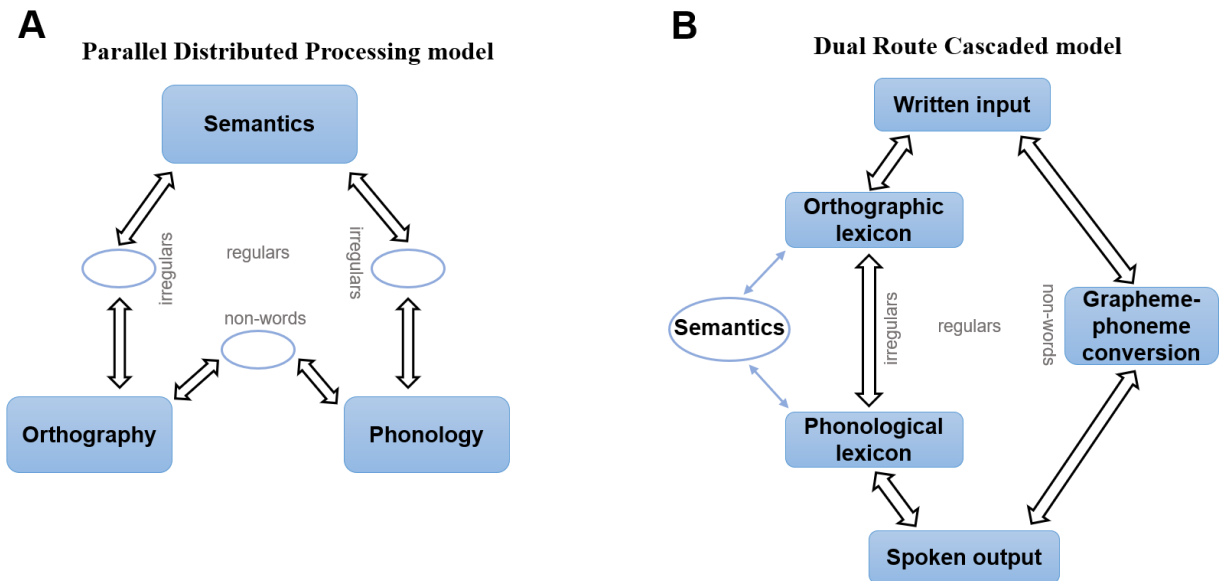 A
Parallel Distributed Processing model
Semantics
irregulars
regulars
irregulars
non-words
Orthography
Phonology
B
Dual Route Cascaded model
Written input
Orthographic
lexicon
Semantics
irregulars
regulars
non-words
Grapheme-
phoneme
conversion
Phonological
lexicon
Spoken output